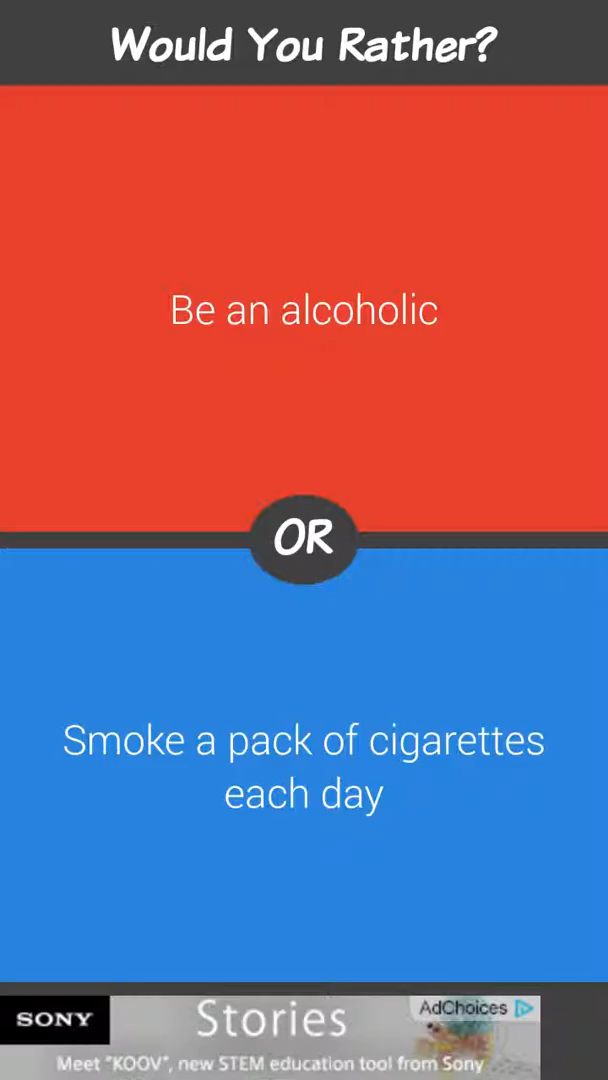 Would You Rather?
Be an alcoholic
OR
Smoke a pack of cigarettes
each day
SONY
Stories
AdChoices
Meet "KOOV", new STEM education tool from Sony